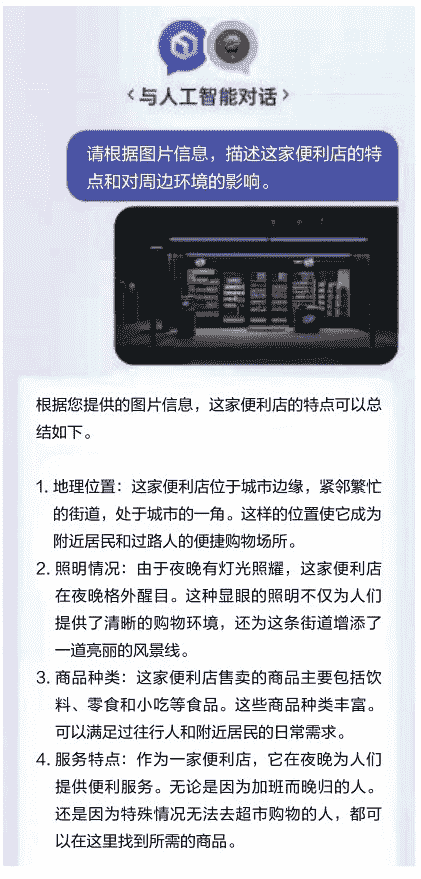 <与人工智能对话>
请根据图片信息，描述这家便利店的特
点和对周边环境的影响。
根据您提供的图片信息，这家便利店的特点可以总
结如下。
1. 地理位置：这家便利店位于城市边缘，紧邻繁忙
的街道，处于城市的一角。这样的位置使它成为
附近居民和过路人的便捷购物场所。
2. 照明情况：由于夜晚有灯光照耀，这家便利店
在夜晚格外醒目。这种显眼的照明不仅为人们
提供了清晰的购物环境，还为这条街道增添了
一道亮丽的风景线。
3. 商品种类：这家便利店售卖的商品主要包括饮
料、零食和小吃等食品。这些商品种类丰富。
可以满足过往行人和附近居民的日常需求。
4. 服务特点：作为一家便利店，它在夜晚为人们
提供便利服务。无论是因为加班而晚归的人。
还是因为特殊情况无法去超市购物的人，都可
以在这里找到所需的商品。